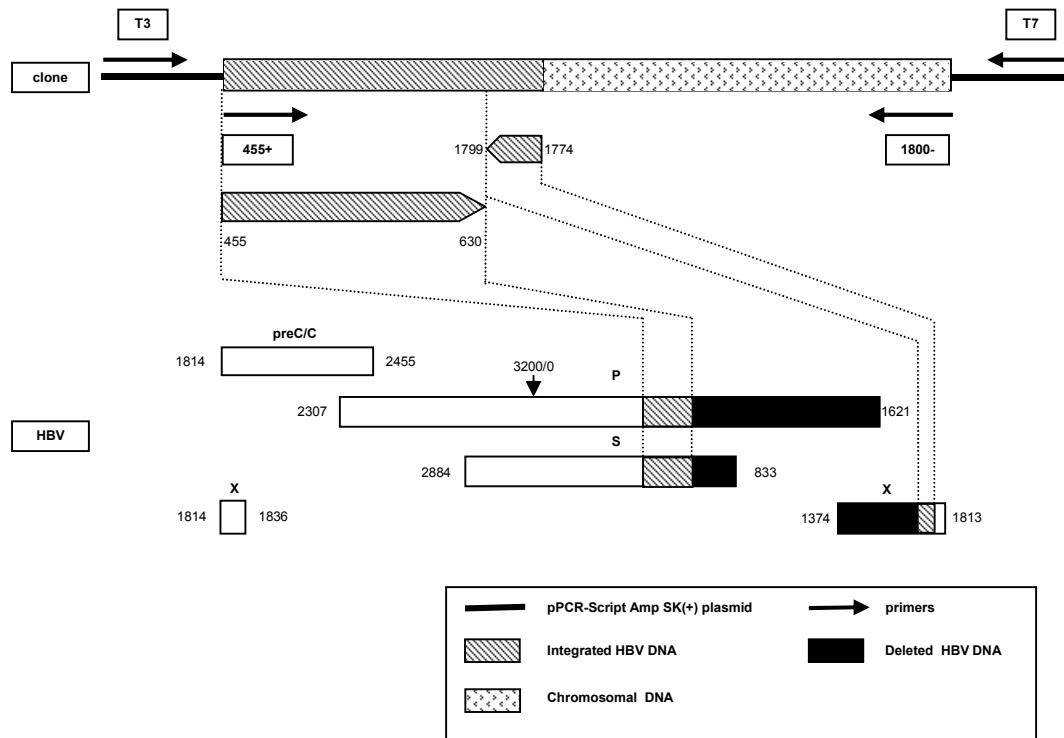 T3
T7
clone
455+
1799
1774
1800-
455
630
preC/C
1814
2455
3200/0
P
2307
1621
HBV
S
2884
833
X
X
1814
1836
1374
1813
pPCR-Script Amp SK(+) plasmid
primers
Integrated HBV DNA
Deleted HBV DNA
Chromosomal DNA